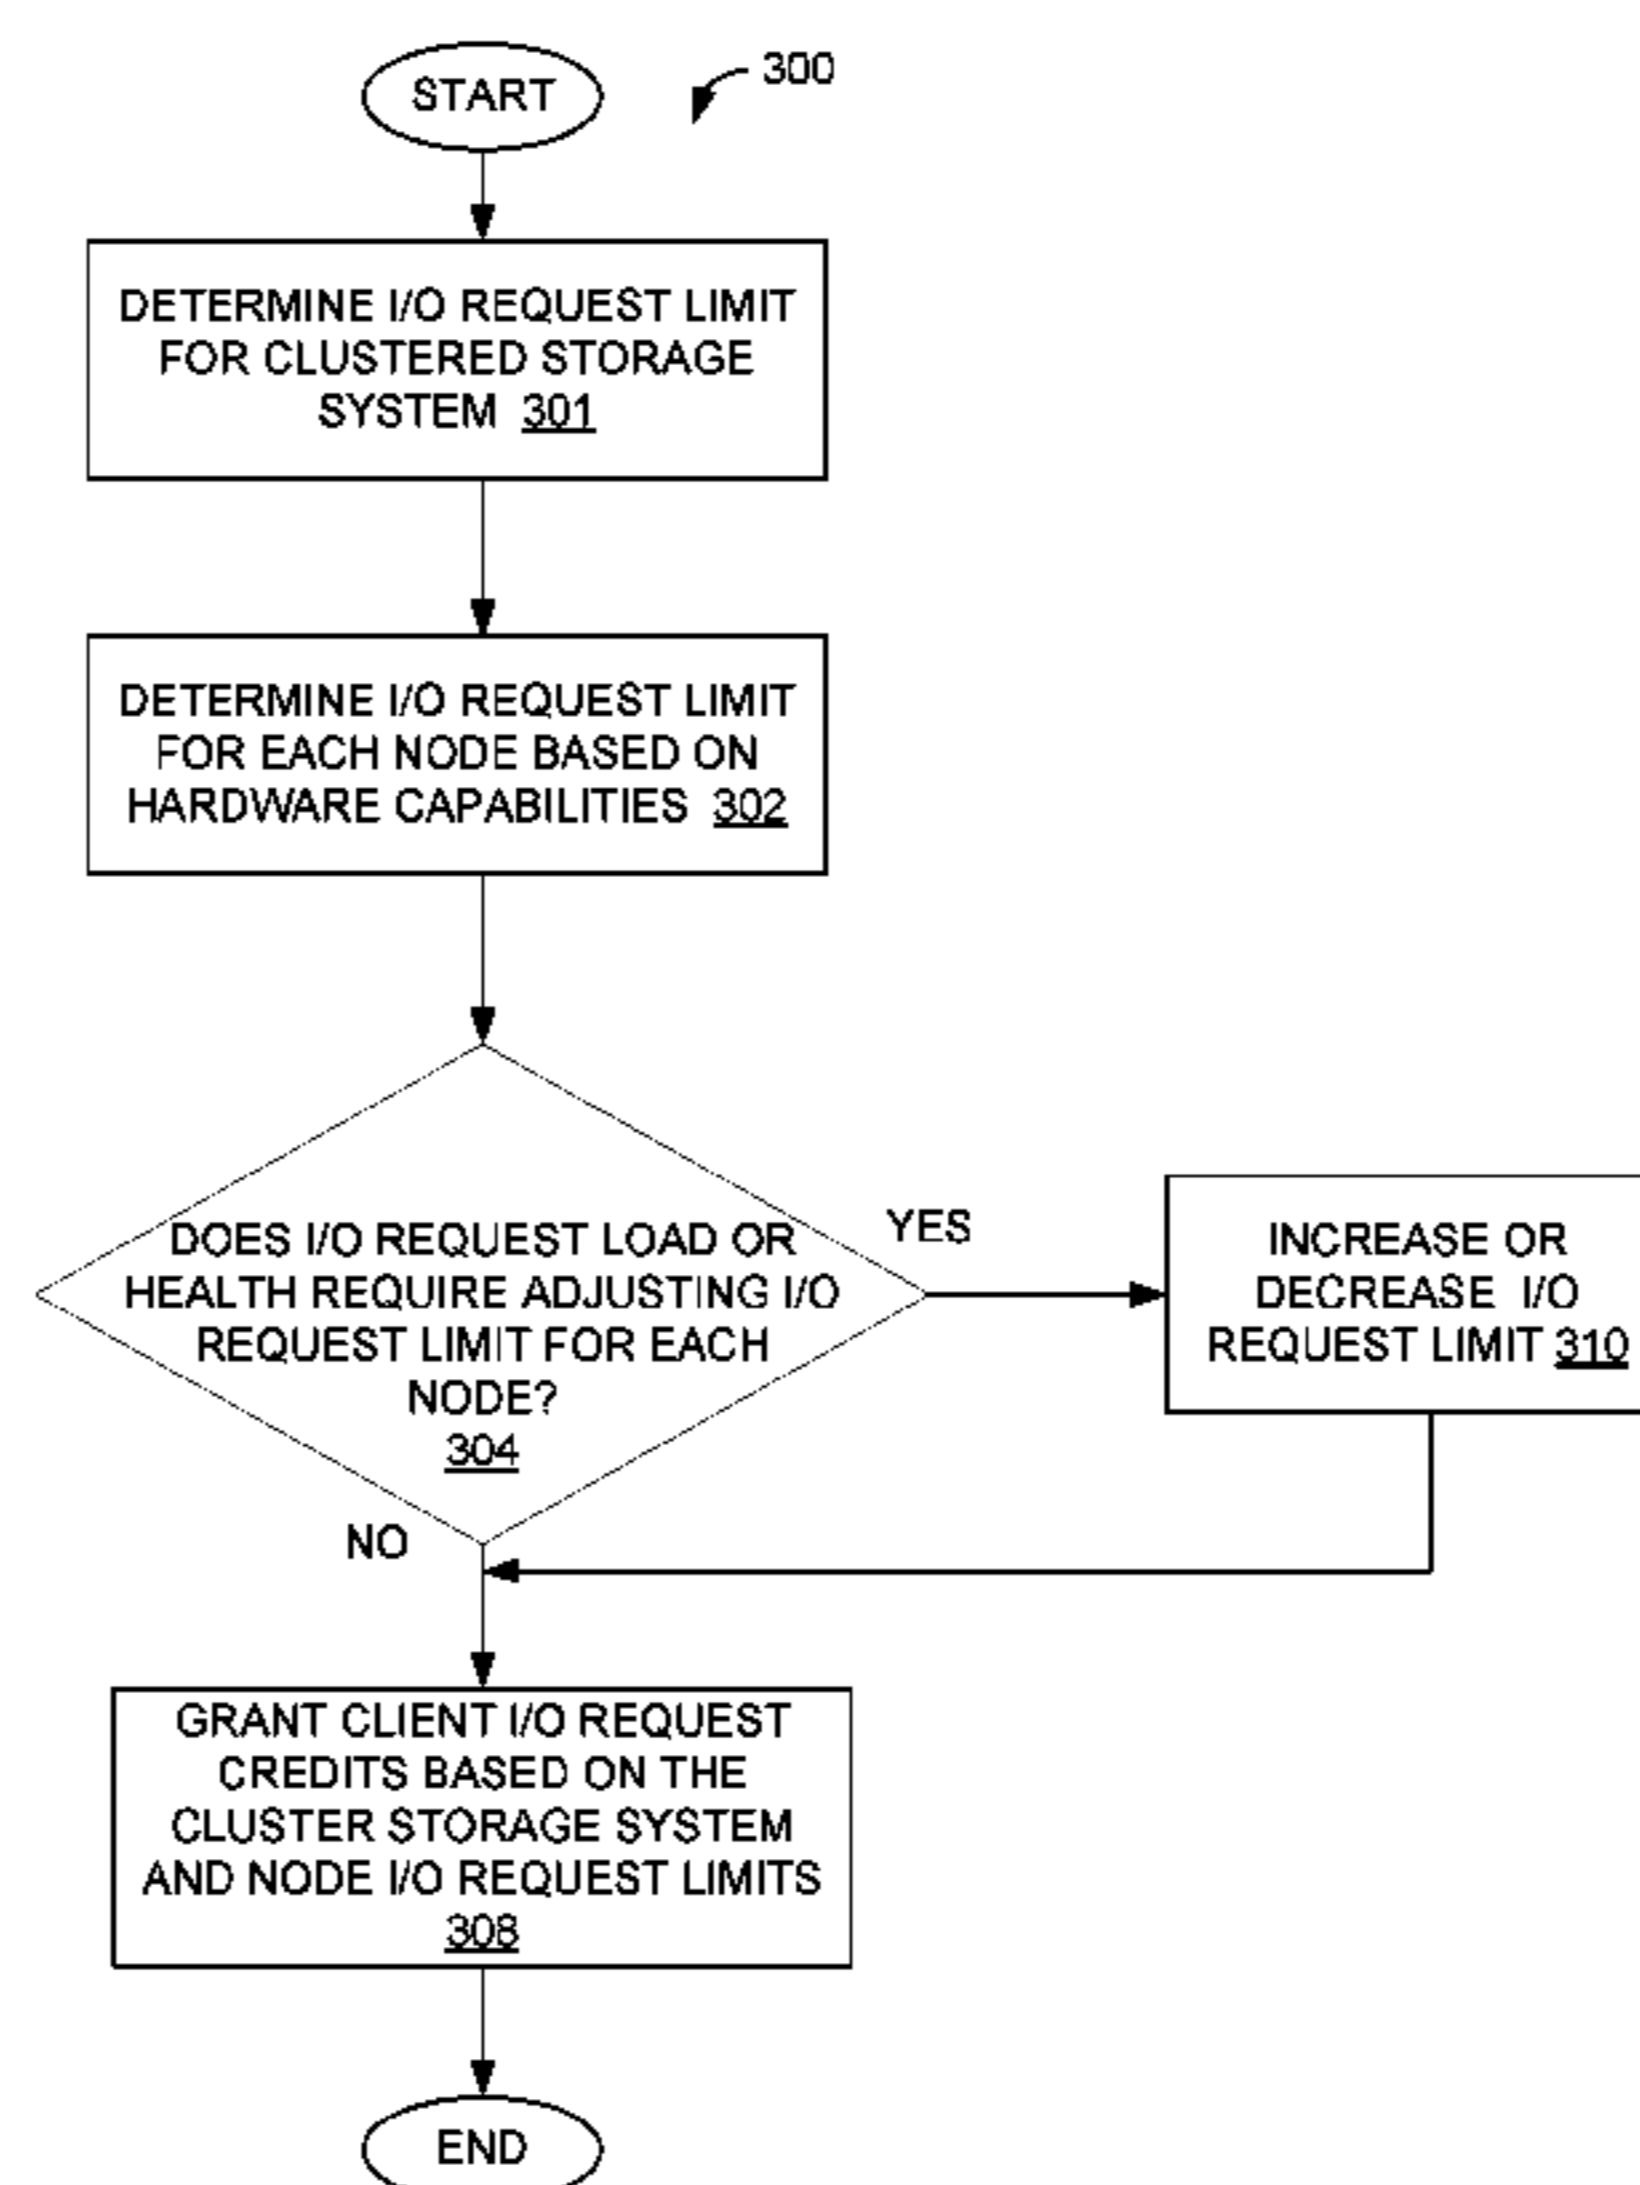 START
300
DETERMINE I/O REQUEST LIMIT
FOR CLUSTERED STORAGE
SYSTEM 301
DETERMINE I/O REQUEST LIMIT
FOR EACH NODE BASED ON
HARDWARE CAPABILITIES 302
DOES I/O REQUEST LOAD OR
HEALTH REQUIRE ADJUSTING I/O
REQUEST LIMIT FOR EACH
NODE?
304
YES
INCREASE OR
DECREASE I/O
REQUEST LIMIT 310
NO
GRANT CLIENT I/O REQUEST
CREDITS BASED ON THE
CLUSTER STORAGE SYSTEM
AND NODE I/O REQUEST LIMITS
308
END